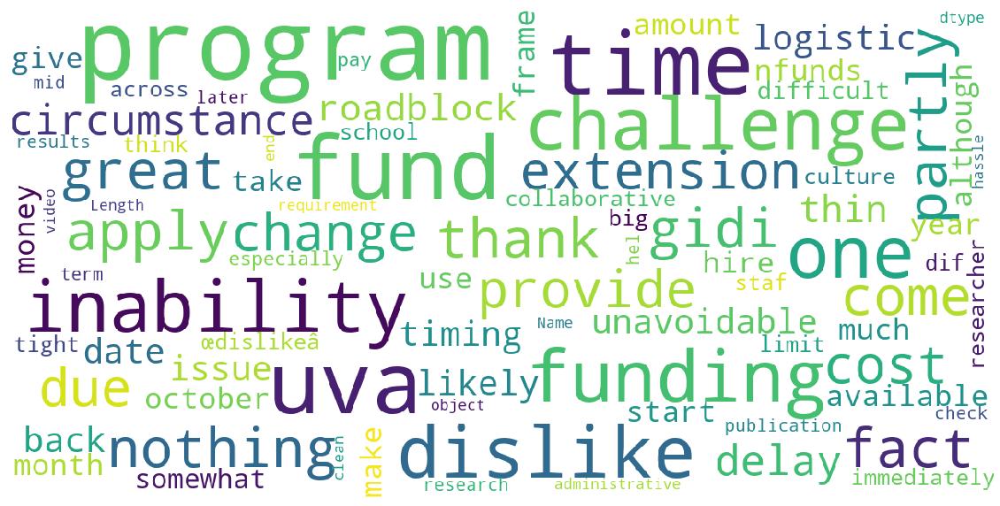 program
time
amount
logistic
dtype
give
pay
frame
nfunds
partly
mid
across
later
roadblock
challenge
difficult
although
circumstance
school
fund
results
think
end
great
take
extension
culture
hassle
money
video
Length
requirement
collaborative
thin
apply
change
thank
big
gidi
year
especially
hel
one
term
use
provide
hire
staf
dif
researcher
inability
come
timing
Name
unavoidable
much
tight
date
œdislikeâ
limit
due
issue
uva
likely
funding
cost
october
object
start
available
check
back
nothing
clean
make
dislike
publication
delay
fact
month
somewhat
research
administrative
immediately